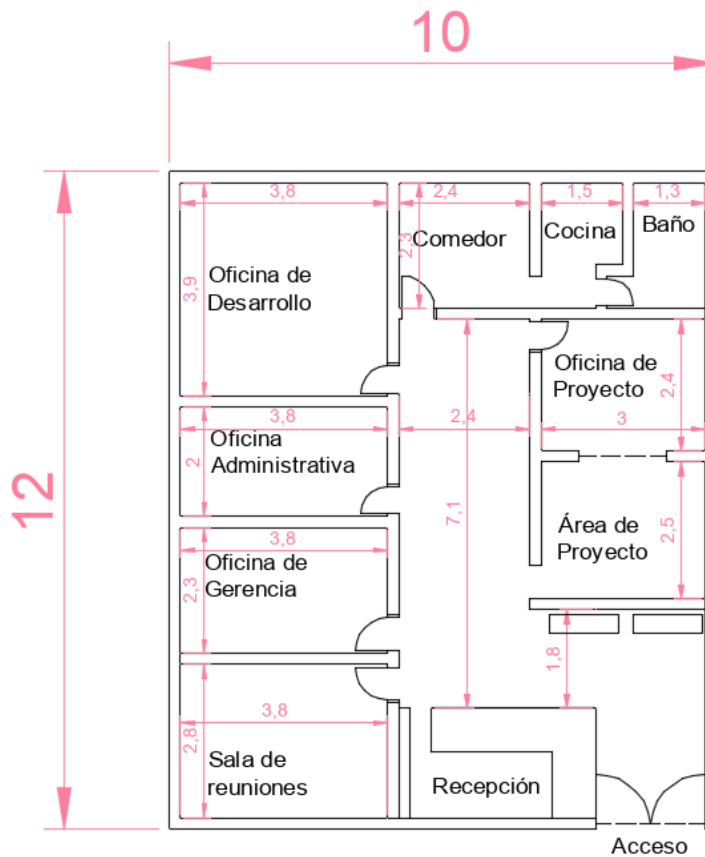 10
12
3,8
2,4
1,5
1,3
3,9
2,3
Oficina de
Desarrollo
Comedor
Cocina
Baño
3,8
2
Oficina
Administrativa
2,4
7,1
Oficina de
Proyecto
2,4
3
3,8
2,3
Oficina de
Gerencia
Área de
Proyecto
2,5
1,8
3,8
2,8
Sala de
reuniones
Recepción
Acceso